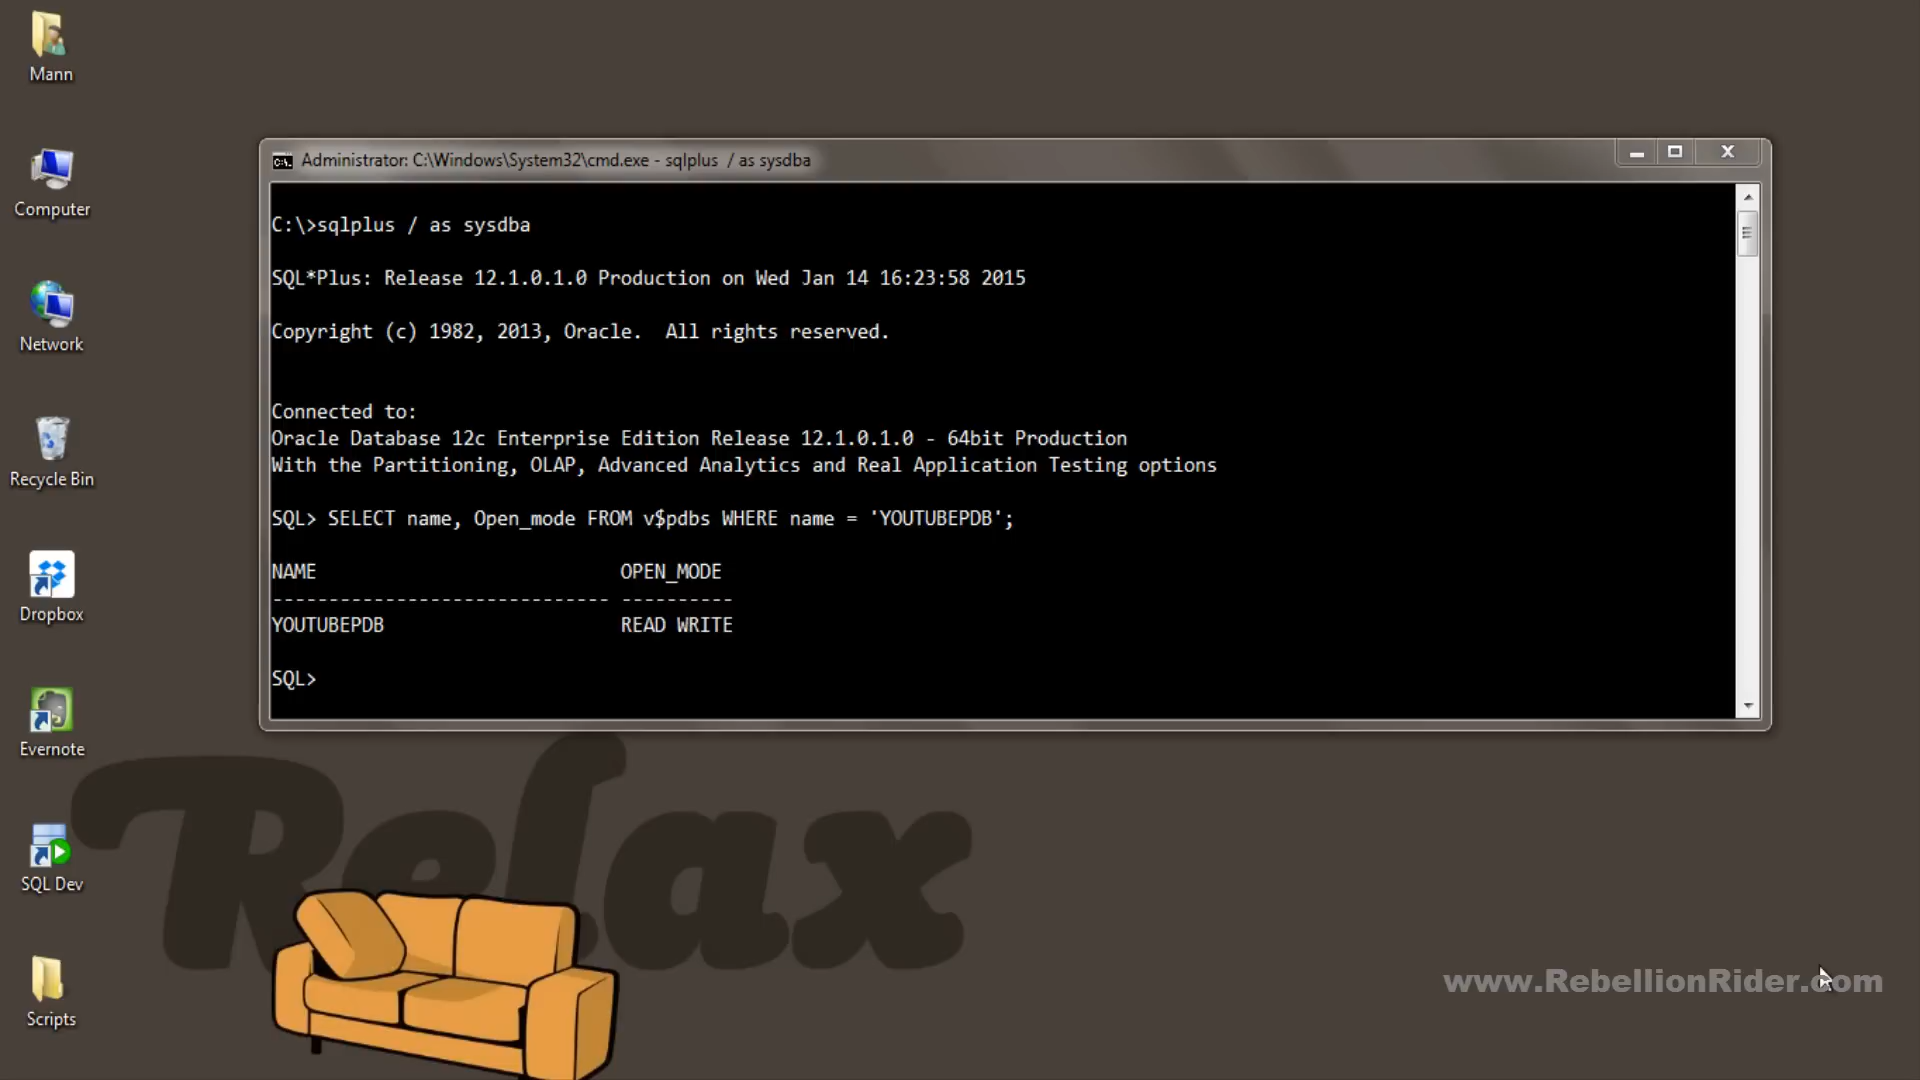 Mann
Computer
Network
Recycle Bin
Dropbox
Evernote
SQL Dev
Scripts
Administrator: C:\Windows\System32\cmd.exe - sqlplus  / as sysdba
C:\>sqlplus / as sysdba
SQL*Plus: Release 12.1.0.1.0 Production on Wed Jan 14 16:23:58 2015
Copyright (c) 1982, 2013, Oracle.  All rights reserved.
Connected to:
Oracle Database 12c Enterprise Edition Release 12.1.0.1.0 - 64bit Production
With the Partitioning, OLAP, Advanced Analytics and Real Application Testing options
SQL> SELECT name, Open_mode FROM v$pdbs WHERE name = 'YOUTUBEPDB';
NAME                           OPEN_MODE
------------------------------ ----------
YOUTUBEPDB                     READ WRITE
SQL>
Relax
www.RebellionRider.com